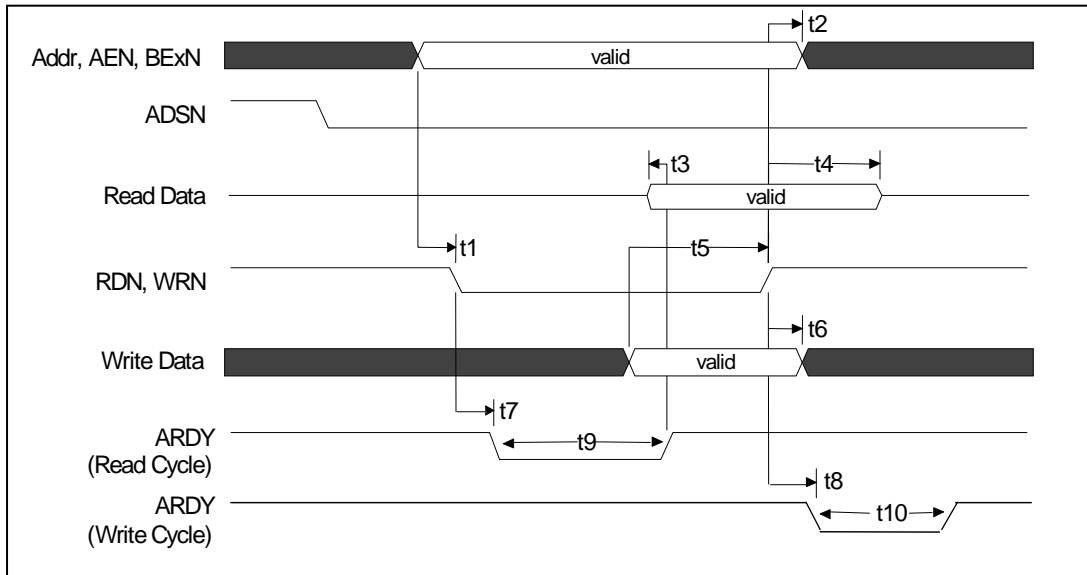 t2
Addr, AEN, BExN
valid
ADSN
t3
t4
Read Data
valid
t1
t5
RDN, WRN
t6
Write Data
valid
t7
ARDY
(Read Cycle)
t9
t8
ARDY
(Write Cycle)
t10